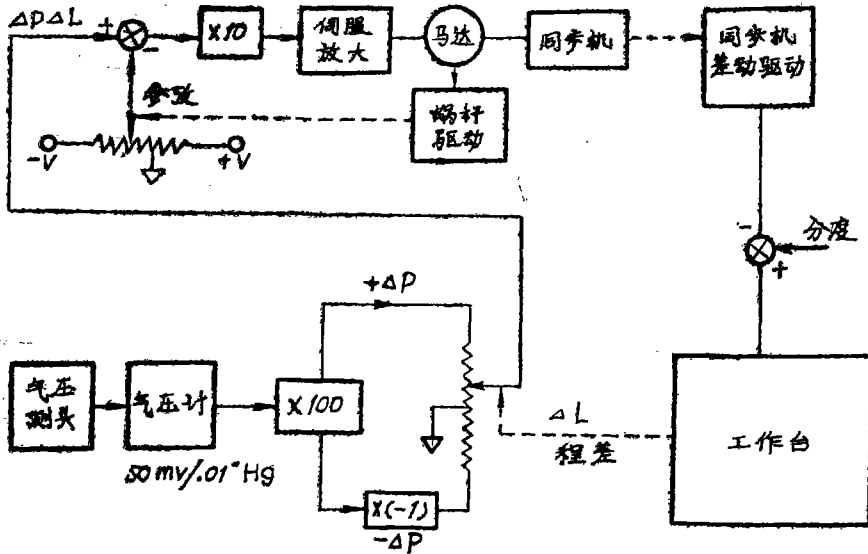 ΔPΔL
+
-
×10
伺服
放大
马达
同步机
同步机
差动驱动
参致
蜗杆
驱动
-V
+V
-
分度
+
+ΔP
气压
测头
气压计
×100
50mv/.01"Hg
ΔL
程差
工作台
×(-1)
-ΔP